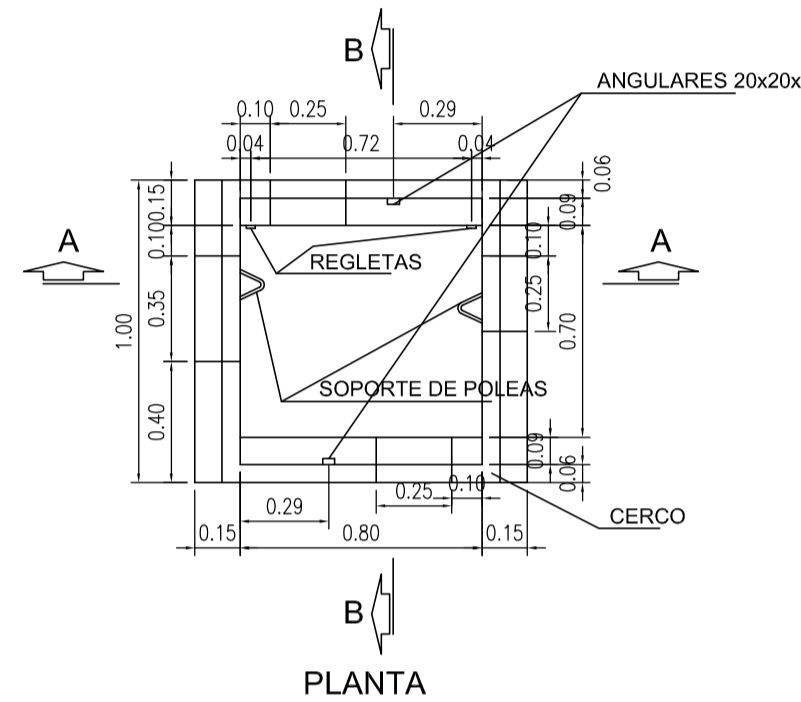 B
ANGULARES 20x20x
0.10 0.25 0.29
0.04 0.72 0.04
0.06
0.15
0.09
0.10
0.10
A
A
REGLETAS
0.35
0.25
1.00
0.70
SOPORTE DE POLEAS
0.40
0.09
0.06
0.25 0.10
0.29
CERCO
0.15 0.80 0.15
B
PLANTA